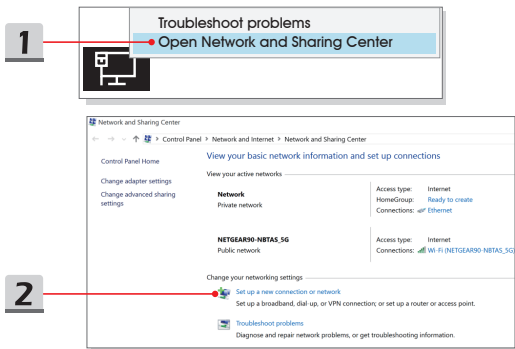 1
Troubleshoot problems
Open Network and Sharing Center
Network and Sharing Center
Control Panel > Network and Internet > Network and Sharing Center
Control Panel Home
Change adapter settings
Change advanced sharing
settings
View your basic network information and set up connections
View your active networks
Network
Private network
Access type: Internet
HomeGroup: Ready to create
Connections: Ethernet
NETGEAR90-NBTAS_5G
Public network
Access type: Internet
Connections: Wi-Fi (NETGEAR90-NBTAS_5G)
Change your networking settings
2
Set up a new connection or network
Set up a broadband, dial-up, or VPN connection; or set up a router or access point.
Troubleshoot problems
Diagnose and repair network problems, or get troubleshooting information.